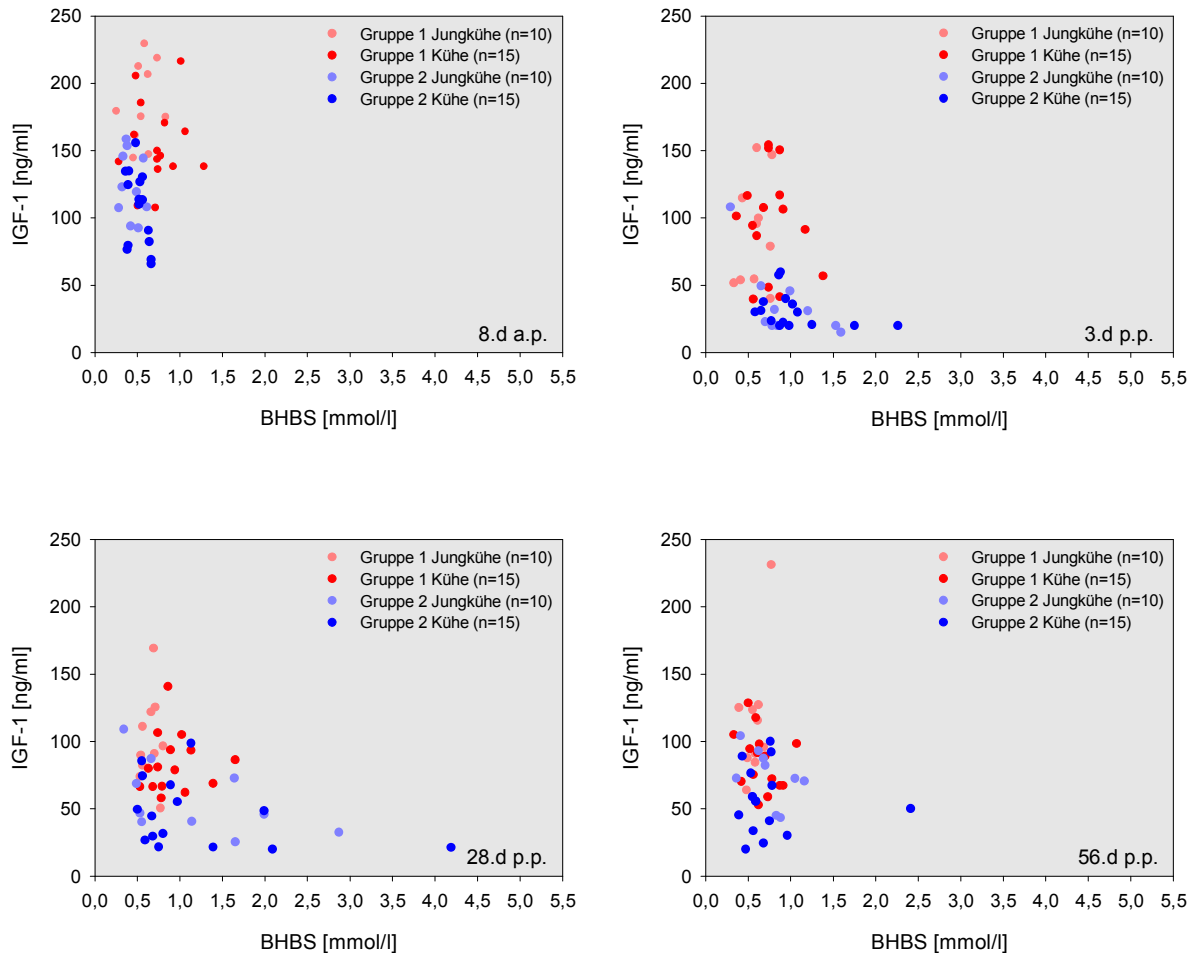 250
200
150
100
50
0
IGF-1 [ng/ml]
Gruppe 1 Jungkühe (n=10)
Gruppe 1 Kühe (n=15)
Gruppe 2 Jungkühe (n=10)
Gruppe 2 Kühe (n=15)
8.d a.p.
0,0 0,5 1,0 1,5 2,0 2,5 3,0 3,5 4,0 4,5 5,0 5,5
BHBS [mmol/l]
250
200
150
100
50
0
IGF-1 [ng/ml]
Gruppe 1 Jungkühe (n=10)
Gruppe 1 Kühe (n=15)
Gruppe 2 Jungkühe (n=10)
Gruppe 2 Kühe (n=15)
3.d p.p.
0,0 0,5 1,0 1,5 2,0 2,5 3,0 3,5 4,0 4,5 5,0 5,5
BHBS [mmol/l]
250
200
150
100
50
0
IGF-1 [ng/ml]
Gruppe 1 Jungkühe (n=10)
Gruppe 1 Kühe (n=15)
Gruppe 2 Jungkühe (n=10)
Gruppe 2 Kühe (n=15)
28.d p.p.
0,0 0,5 1,0 1,5 2,0 2,5 3,0 3,5 4,0 4,5 5,0 5,5
BHBS [mmol/l]
250
200
150
100
50
0
IGF-1 [ng/ml]
Gruppe 1 Jungkühe (n=10)
Gruppe 1 Kühe (n=15)
Gruppe 2 Jungkühe (n=10)
Gruppe 2 Kühe (n=15)
56.d p.p.
0,0 0,5 1,0 1,5 2,0 2,5 3,0 3,5 4,0 4,5 5,0 5,5
BHBS [mmol/l]